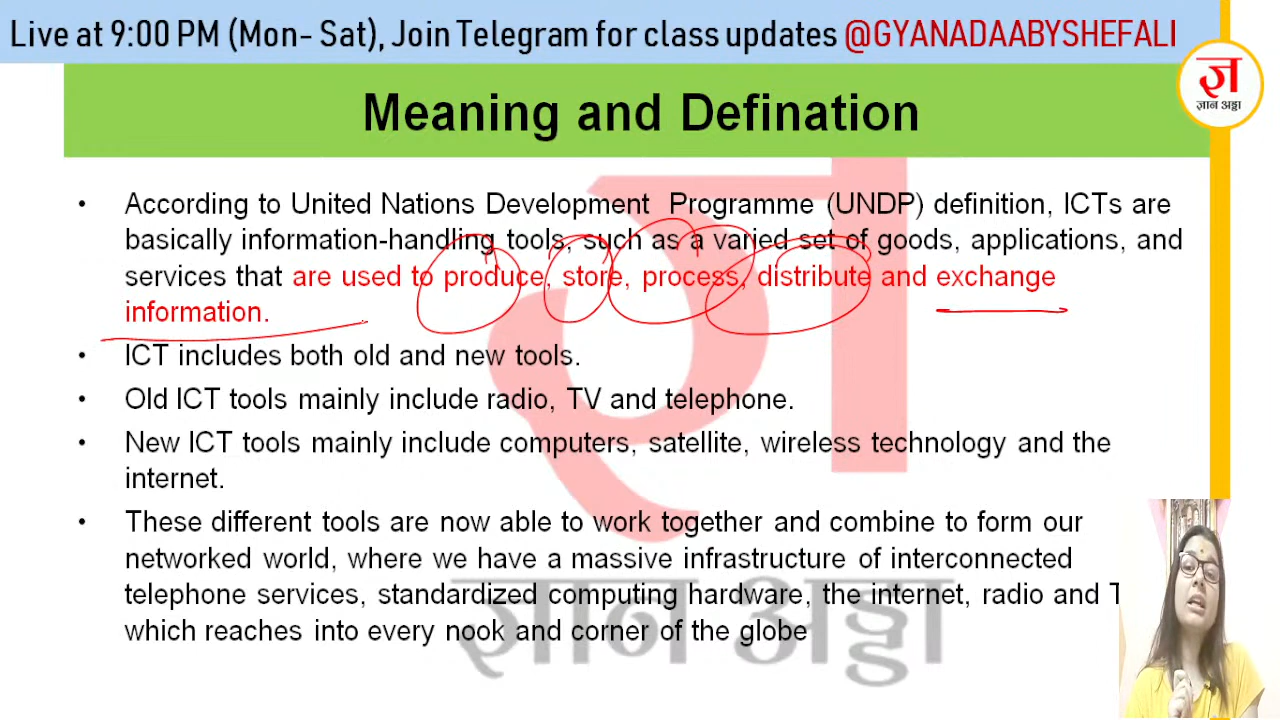 Live at 9:00 PM (Mon- Sat), Join Telegram for class updates @GYANADAABYSHEFALI
ज्ञ
ज्ञान अड्डा
Meaning and Defination
• According to United Nations Development Programme (UNDP) definition, ICTs are
basically information-handling tools, such as a varied set of goods, applications, and
services that are used to produce, store, process, distribute and exchange
information.
• ICT includes both old and new tools.
• Old ICT tools mainly include radio, TV and telephone.
• New ICT tools mainly include computers, satellite, wireless technology and the
internet.
• These different tools are now able to work together and combine to form our
networked world, where we have a massive infrastructure of interconnected
telephone services, standardized computing hardware, the internet, radio and T
which reaches into every nook and corner of the globe
ज्ञ
ज्ञान अड्डा